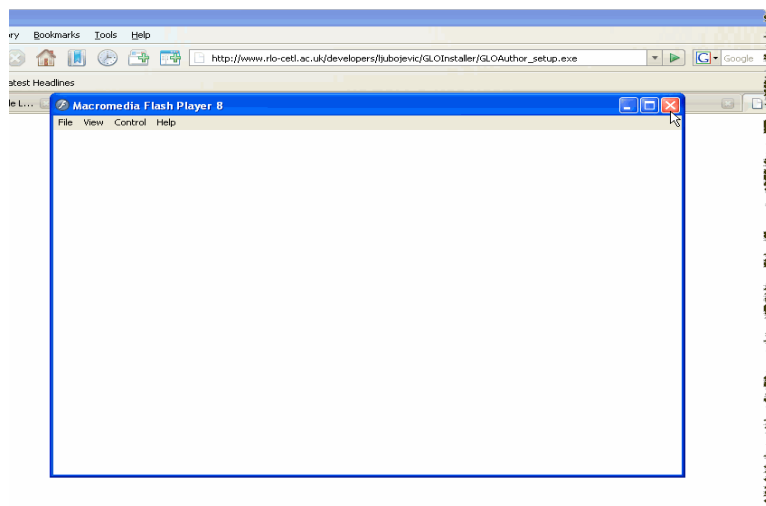 ry Bookmarks Tools Help
http://www.rlo-cetl.ac.uk/developers/ljubojevic/GLOInstaller/GLOAuthor_setup.exe G Google
atest Headlines
le L...
Macromedia Flash Player 8
File View Control Help